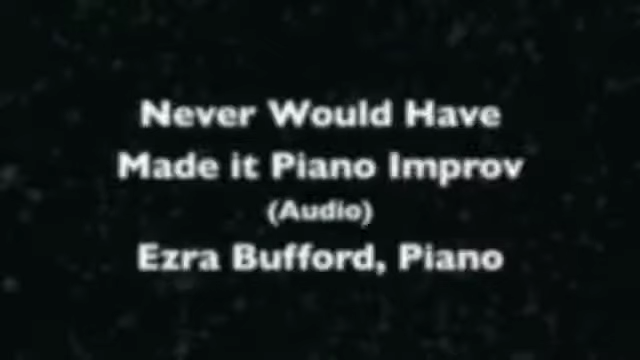 Never Would Have
Made it Piano Improv
(Audio)
Ezra Bufford, Piano